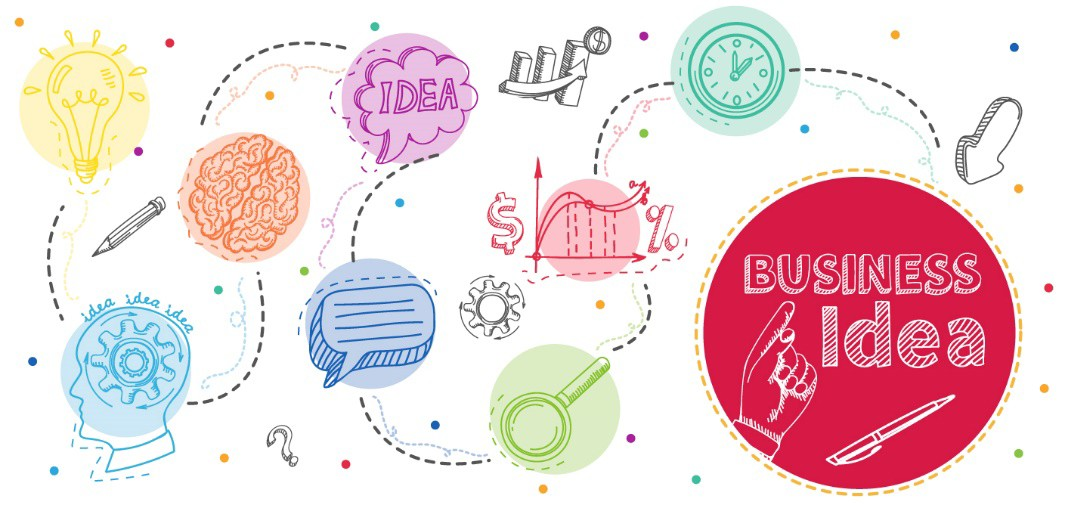 IDEA
$
idea idea idea
$
%
BUSINESS
Idea
?